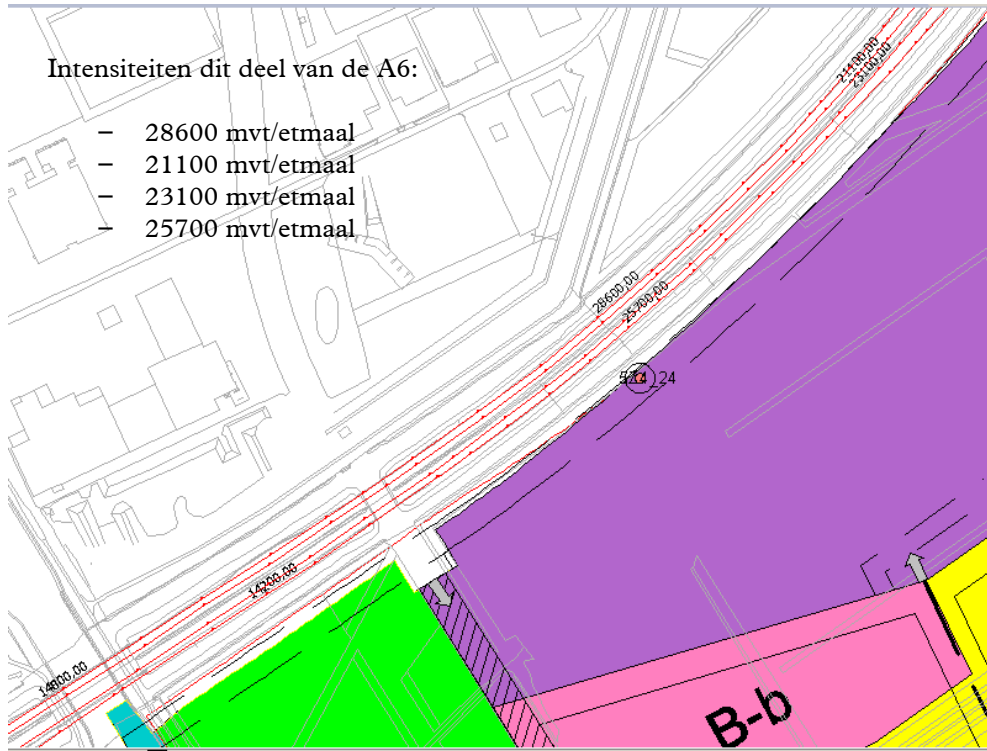 Intensiteiten dit deel van de A6:
– 28600 mvt/etmaal
– 21100 mvt/etmaal
– 23100 mvt/etmaal
– 25700 mvt/etmaal
21100,00
23100,00
28600,00
25700,00
_24
14200,00
14800,00
B-b